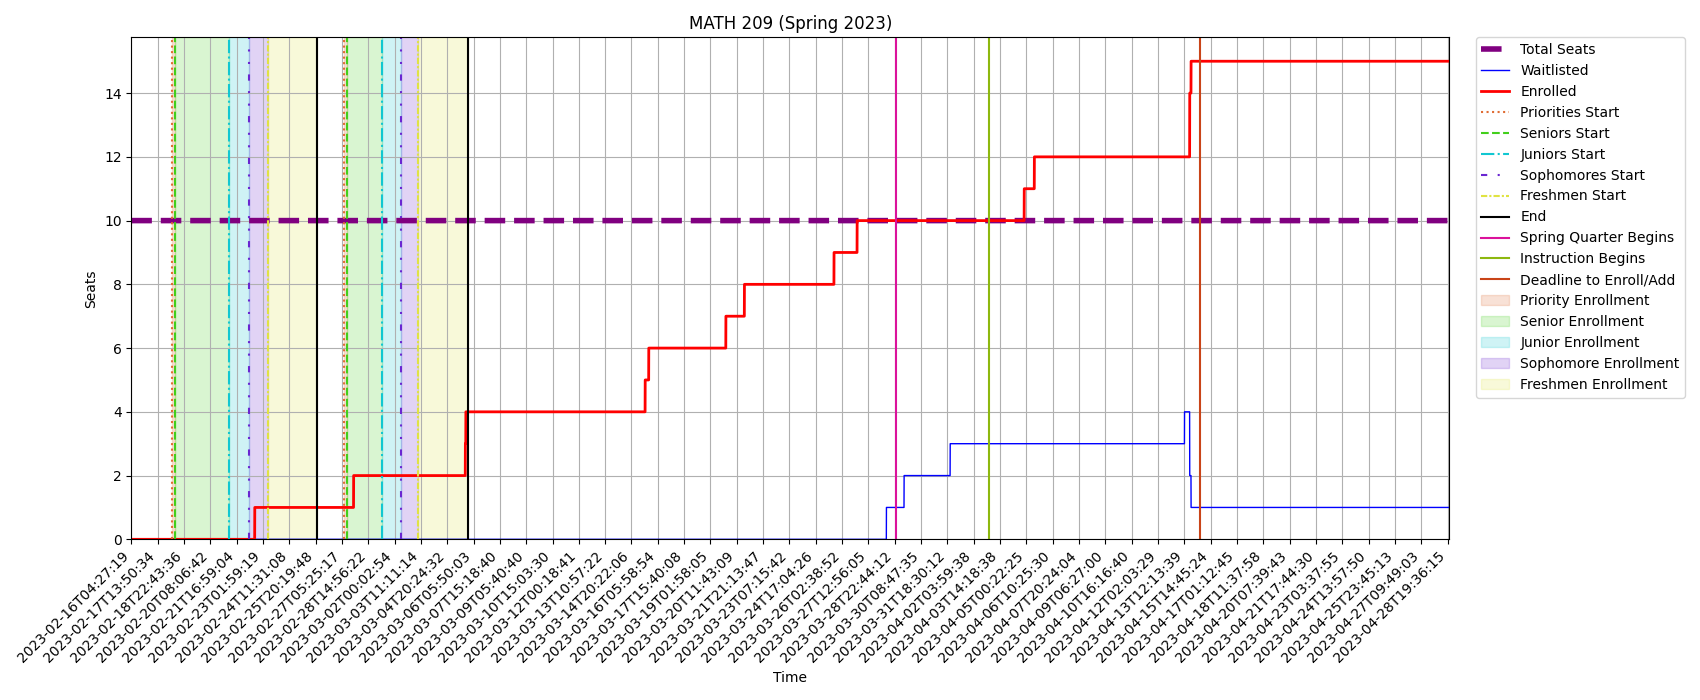 MATH 209 (Spring 2023)
Seats
14
12
10
8
6
4
2
0
2023-02-16T04:27:19
2023-02-17T13:50:34
2023-02-18T22:43:36
2023-02-20T08:06:42
2023-02-21T16:59:04
2023-02-23T01:59:19
2023-02-24T11:31:08
2023-02-25T20:19:48
2023-02-27T05:25:17
2023-02-28T14:56:22
2023-03-02T00:02:54
2023-03-03T11:11:14
2023-03-04T20:24:32
2023-03-06T05:50:03
2023-03-07T15:18:40
2023-03-09T05:40:40
2023-03-10T15:03:30
2023-03-12T00:18:41
2023-03-13T10:57:22
2023-03-14T20:22:06
2023-03-16T05:58:54
2023-03-17T15:40:08
2023-03-19T01:58:05
2023-03-20T11:43:09
2023-03-21T21:13:47
2023-03-23T07:15:42
2023-03-24T17:04:26
2023-03-26T02:38:52
2023-03-27T12:56:05
2023-03-28T22:44:12
2023-03-30T08:47:35
2023-03-31T18:30:12
2023-04-02T03:59:38
2023-04-03T14:18:38
2023-04-05T00:22:25
2023-04-06T10:25:30
2023-04-07T20:24:04
2023-04-09T06:27:00
2023-04-10T16:16:40
2023-04-12T02:03:29
2023-04-13T12:13:39
2023-04-15T14:45:24
2023-04-17T01:12:45
2023-04-18T11:37:58
2023-04-20T07:39:43
2023-04-21T17:44:30
2023-04-23T03:37:55
2023-04-24T13:57:50
2023-04-25T23:45:13
2023-04-27T09:49:03
2023-04-28T19:36:15
Time
Total Seats
Waitlisted
Enrolled
Priorities Start
Seniors Start
Juniors Start
Sophomores Start
Freshmen Start
End
Spring Quarter Begins
Instruction Begins
Deadline to Enroll/Add
Priority Enrollment
Senior Enrollment
Junior Enrollment
Sophomore Enrollment
Freshmen Enrollment